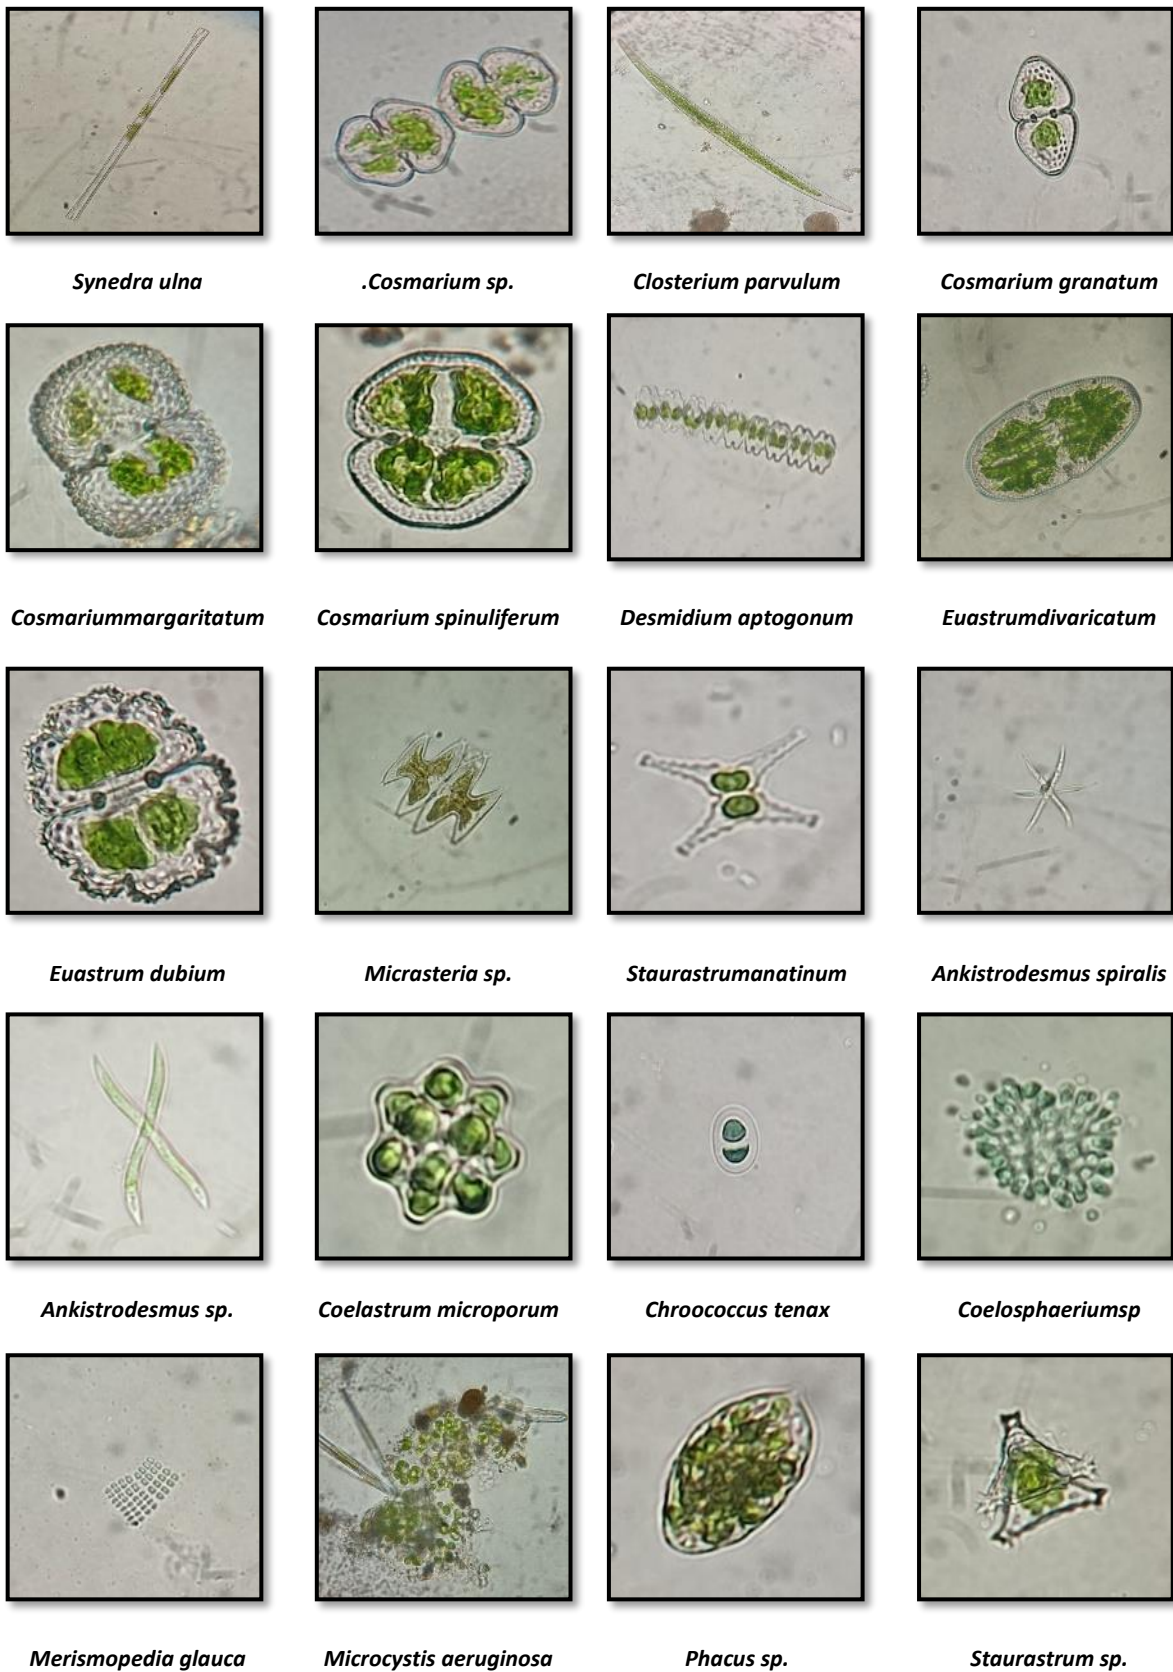 Synedra ulna
.Cosmarium sp.
Closterium parvulum
Cosmarium granatum
Cosmariummargaritatum
Cosmarium spinuliferum
Desmidium aptogonum
Euastrumdivaricatum
Euastrum dubium
Micrasteria sp.
Staurastrumanatinum
Ankistrodesmus spiralis
Ankistrodesmus sp.
Coelastrum microporum
Chroococcus tenax
Coelosphaeriumsp
Merismopedia glauca
Microcystis aeruginosa
Phacus sp.
Staurastrum sp.